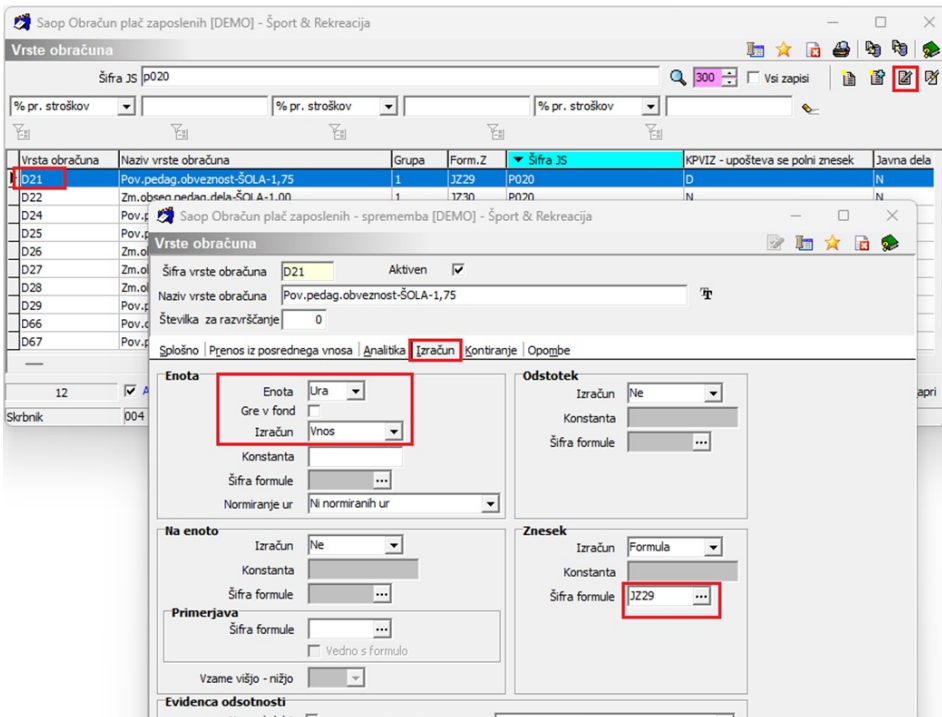 Saop Obračun plač zaposlenih [DEMO] - Šport & Rekreacija
Vrste obračuna
Šifra JS p020 300 Vsi zapisi
% pr. stroškov % pr. stroškov % pr. stroškov
Vrsta obračuna Naziv vrste obračuna Grupa Form.Z Šifra JS KPVIZ - upošteva se polni znesek Javna dela
D21 Pov.pedag.obveznost-ŠOLA-1,75 1 JZ29 P020 D N
D22 Zm.obseg pedag.dela-ŠOLA-1,00 1 JZ30 P020 N N
D24
D25
D26
D27
D28
D29
D66
D67
12
Skrbnik 004
Saop Obračun plač zaposlenih - sprememba [DEMO] - Šport & Rekreacija
Vrste obračuna
Šifra vrste obračuna D21 Aktiven
Naziv vrste obračuna Pov.pedag.obveznost-ŠOLA-1,75
Številka za razvrščanje 0
Splošno Prenos iz posrednega vnosa Analitika Izračun Kontiranje Opombe
Enota
Enota Ura
Gre v fond
Izračun Vnos
Konstanta
Šifra formule ...
Normiranje ur Ni normiranih ur
Odstotek
Izračun Ne
Konstanta
Šifra formule ...
Na enoto
Izračun Ne
Konstanta
Šifra formule ...
Primerjava
Šifra formule ...
Vedno s formulo
Vzame višjo - nižjo
Znesek
Izračun Formula
Konstanta
Šifra formule JZ29 ...
Evidenca odsotnosti